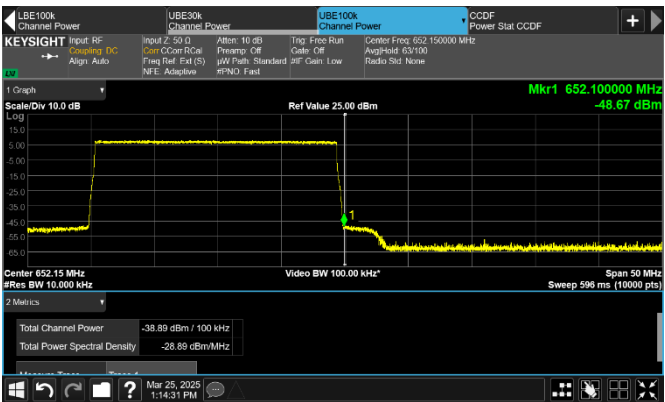 LBE100k
Channel Power
UBE30k
Channel Power
UBE100k
Channel Power
CCDF
Power Stat CCDF
KEYSIGHT
Input: RF
Coupling: DC
Align: Auto
Input Z: 50 Ω
Corr CCorr RCal
Freq Ref: Ext (S)
NFE: Adaptive
Atten: 10 dB
Preamp: Off
µW Path: Standard
#PNO: Fast
Trig: Free Run
Gate: Off
#IF Gain: Low
Center Freq: 652.150000 MHz
Avg|Hold: 63/100
Radio Std: None
LXI
1 Graph
Mkr1 652.100000 MHz
-48.67 dBm
Scale/Div 10.0 dB
Ref Value 25.00 dBm
Log
15.0
5.00
-5.00
-15.0
-25.0
-35.0
-45.0
-55.0
-65.0
1
Center 652.15 MHz
Video BW 100.00 kHz*
Span 50 MHz
#Res BW 10.000 kHz
Sweep 596 ms (10000 pts)
2 Metrics
Total Channel Power
-38.89 dBm / 100 kHz
Total Power Spectral Density
-28.89 dBm/MHz
Measure Trace
Trace 1
?
Mar 25, 2025
1:14:31 PM